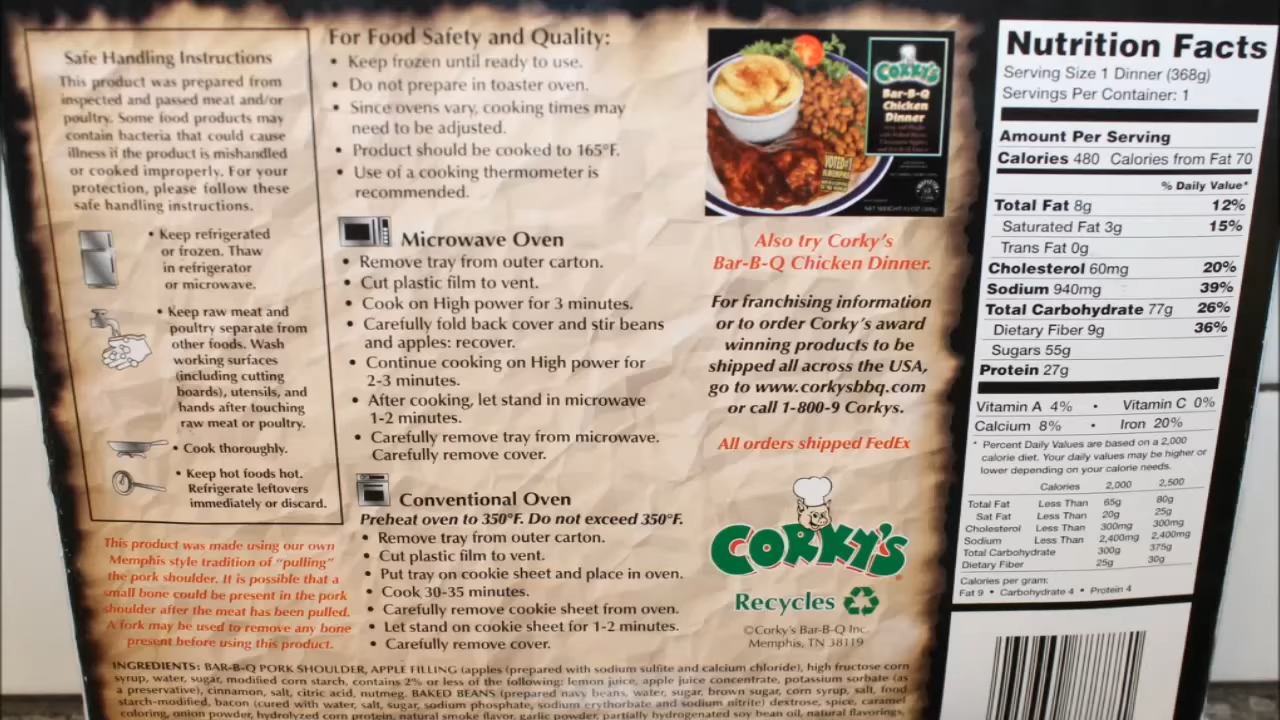 Safe Handling Instructions
This product was prepared from
inspected and passed meat and/or
poultry. Some food products may
contain bacteria that could cause
illness if the product is mishandled
or cooked improperly. For your
protection, please follow these
safe handling instructions.
• Keep refrigerated
or frozen. Thaw
in refrigerator
or microwave.
• Keep raw meat and
poultry separate from
other foods. Wash
working surfaces
(including cutting
boards), utensils, and
hands after touching
raw meat or poultry.
• Cook thoroughly.
• Keep hot foods hot.
Refrigerate leftovers
immediately or discard.
This product was made using our own
Memphis style tradition of "pulling"
the pork shoulder. It is possible that a
small bone could be present in the pork
shoulder after the meat has been pulled.
A fork may be used to remove any bone
present before using this product.
For Food Safety and Quality:
• Keep frozen until ready to use.
• Do not prepare in toaster oven.
• Since ovens vary, cooking times may
need to be adjusted.
• Product should be cooked to 165°F.
• Use of a cooking thermometer is
recommended.
Microwave Oven
• Remove tray from outer carton.
• Cut plastic film to vent.
• Cook on High power for 3 minutes.
• Carefully fold back cover and stir beans
and apples: recover.
• Continue cooking on High power for
2-3 minutes.
• After cooking, let stand in microwave
1-2 minutes.
• Carefully remove tray from microwave.
Carefully remove cover.
Conventional Oven
Preheat oven to 350°F. Do not exceed 350°F.
• Remove tray from outer carton.
• Cut plastic film to vent.
• Put tray on cookie sheet and place in oven.
• Cook 30-35 minutes.
• Carefully remove cookie sheet from oven.
• Let stand on cookie sheet for 1-2 minutes.
• Carefully remove cover.
CORKY'S
Bar-B-Q
Chicken
Dinner
VOTED #1
Also try Corky's
Bar-B-Q Chicken Dinner.
For franchising information
or to order Corky's award
winning products to be
shipped all across the USA,
go to www.corkysbbq.com
or call 1-800-9 Corkys.
All orders shipped FedEx
CORKY'S
Recycles
©Corky's Bar-B-Q Inc.
Memphis, TN 38119
Nutrition Facts
Serving Size 1 Dinner (368g)
Servings Per Container: 1
Amount Per Serving
Calories 480 Calories from Fat 70
% Daily Value*
Total Fat 8g 12%
Saturated Fat 3g 15%
Trans Fat 0g
Cholesterol 60mg 20%
Sodium 940mg 39%
Total Carbohydrate 77g 26%
Dietary Fiber 9g 36%
Sugars 55g
Protein 27g
Vitamin A 4% • Vitamin C 0%
Calcium 8% • Iron 20%
* Percent Daily Values are based on a 2,000
calorie diet. Your daily values may be higher or
lower depending on your calorie needs.
Calories 2,000 2,500
Total Fat Less Than 65g 80g
Sat Fat Less Than 20g 25g
Cholesterol Less Than 300mg 300mg
Sodium Less Than 2,400mg 2,400mg
Total Carbohydrate 300g 375g
Dietary Fiber 25g 30g
Calories per gram:
Fat 9 • Carbohydrate 4 • Protein 4
INGREDIENTS: BAR-B-Q PORK SHOULDER, APPLE FILLING (apples (prepared with sodium sulfite and calcium chloride), high fructose corn
syrup, water, sugar, modified corn starch, contains 2% or less of the following: lemon juice, apple juice concentrate, potassium sorbate (as
a preservative), cinnamon, salt, citric acid, nutmeg. BAKED BEANS (prepared navy beans, water, sugar, brown sugar, corn syrup, salt, food
starch-modified, bacon (cured with water, salt, sugar, sodium phosphate, sodium erythorbate and sodium nitrite) dextrose, spice, caramel
coloring, onion powder, hydrolyzed corn protein, natural smoke flavor, garlic powder, partially hydrogenated soy bean oil, natural flavorings,